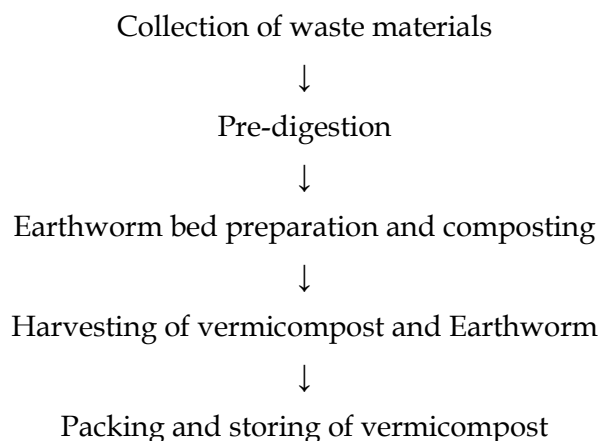 Collection of waste materials
↓
Pre-digestion
↓
Earthworm bed preparation and composting
↓
Harvesting of vermicompost and Earthworm
↓
Packing and storing of vermicompost